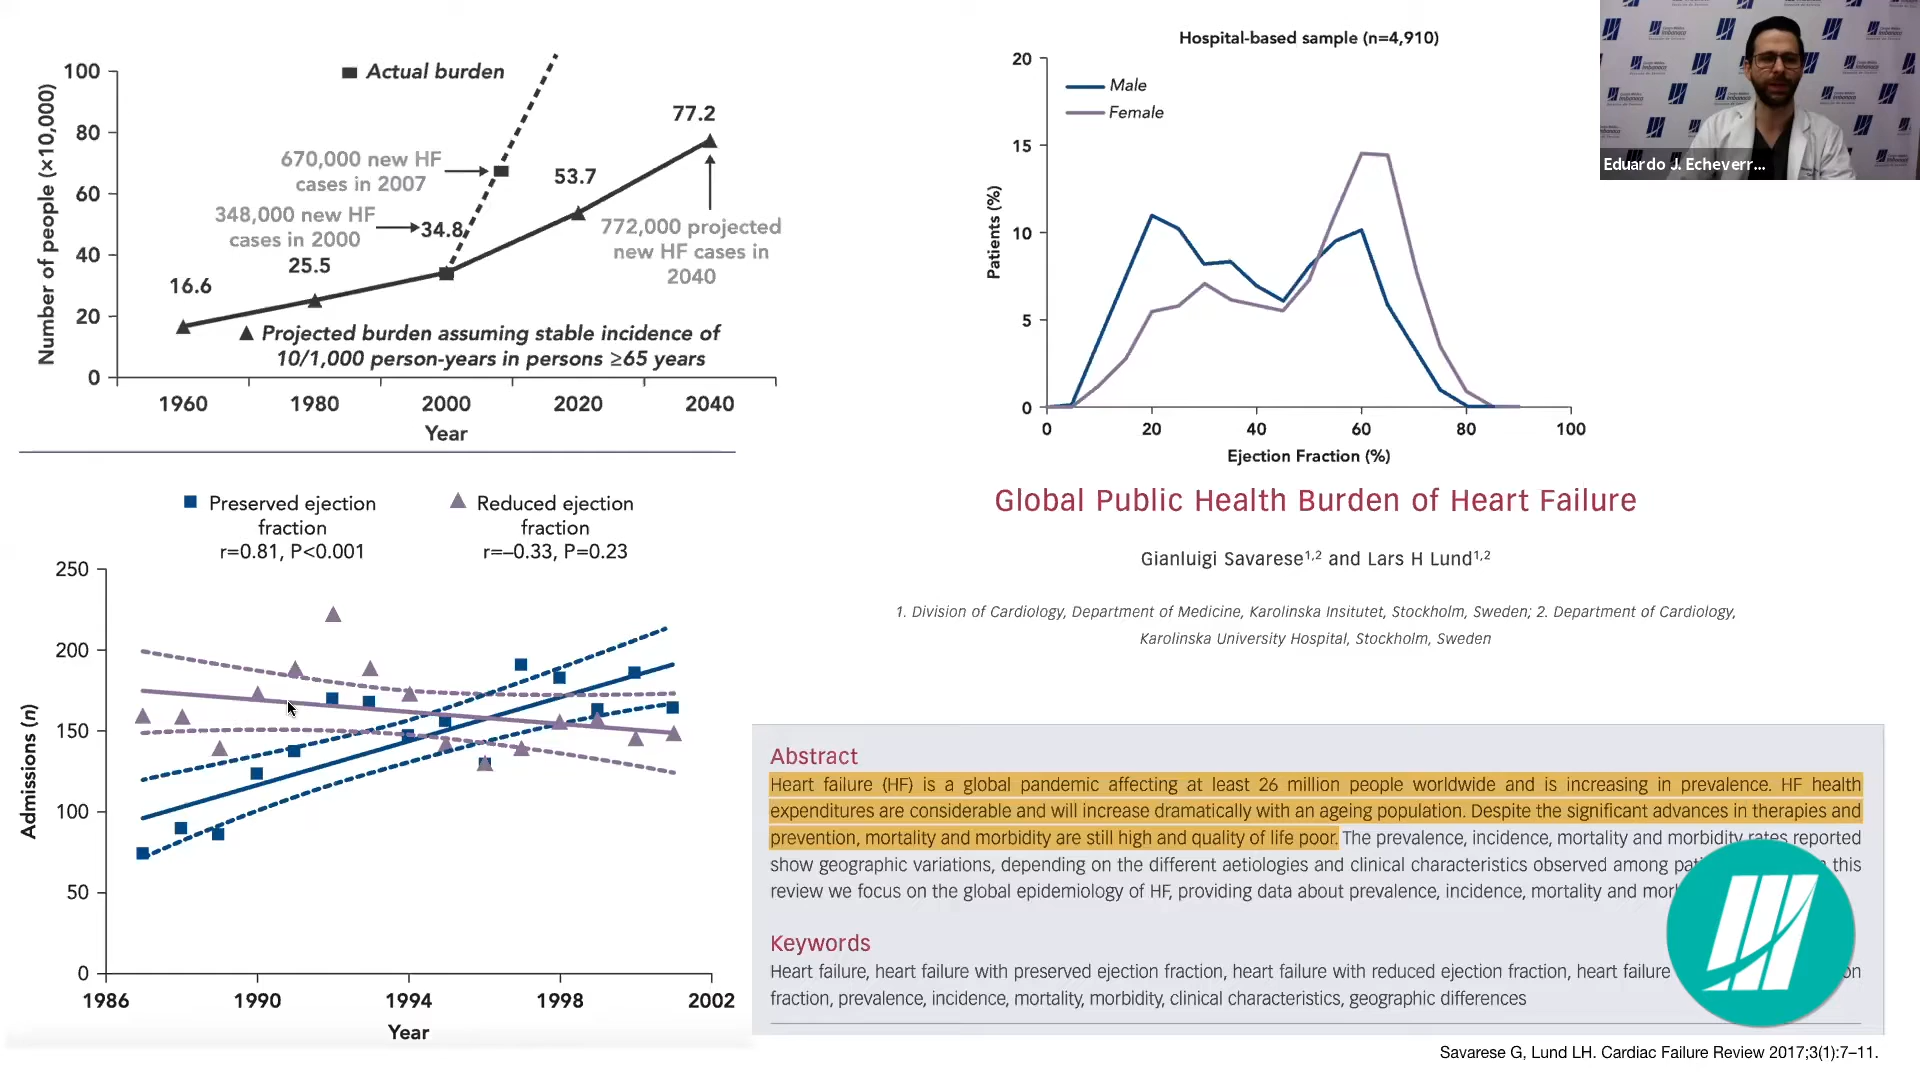 100
80
60
40
20
0
Number of people (×10,000)
Actual burden
670,000 new HF
cases in 2007
348,000 new HF
cases in 2000
16.6
25.5
34.8
53.7
77.2
772,000 projected
new HF cases in
2040
Projected burden assuming stable incidence of
10/1,000 person-years in persons ≥65 years
1960
1980
2000
2020
2040
Year
Preserved ejection
fraction
r=0.81, P<0.001
Reduced ejection
fraction
r=–0.33, P=0.23
250
200
150
100
50
0
Admissions (n)
1986
1990
1994
1998
2002
Year
Hospital-based sample (n=4,910)
Male
Female
20
15
10
5
0
Patients (%)
0
20
40
60
80
100
Ejection Fraction (%)
Eduardo J. Echeverr...
Global Public Health Burden of Heart Failure
Gianluigi Savarese1,2 and Lars H Lund1,2
1. Division of Cardiology, Department of Medicine, Karolinska Insitutet, Stockholm, Sweden; 2. Department of Cardiology,
Karolinska University Hospital, Stockholm, Sweden
Abstract
Heart failure (HF) is a global pandemic affecting at least 26 million people worldwide and is increasing in prevalence. HF health
expenditures are considerable and will increase dramatically with an ageing population. Despite the significant advances in therapies and
prevention, mortality and morbidity are still high and quality of life poor. The prevalence, incidence, mortality and morbidity rates reported
show geographic variations, depending on the different aetiologies and clinical characteristics observed among this
review we focus on the global epidemiology of HF, providing data about prevalence, incidence, mortality and
Keywords
Heart failure, heart failure with preserved ejection fraction, heart failure with reduced ejection fraction, heart failure
fraction, prevalence, incidence, mortality, morbidity, clinical characteristics, geographic differences
Savarese G, Lund LH. Cardiac Failure Review 2017;3(1):7–11.